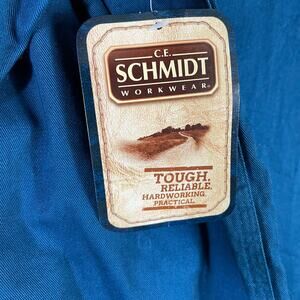 C.E.
SCHMIDT
WORKWEAR®
TOUGH.
RELIABLE.
HARDWORKING.
PRACTICAL.